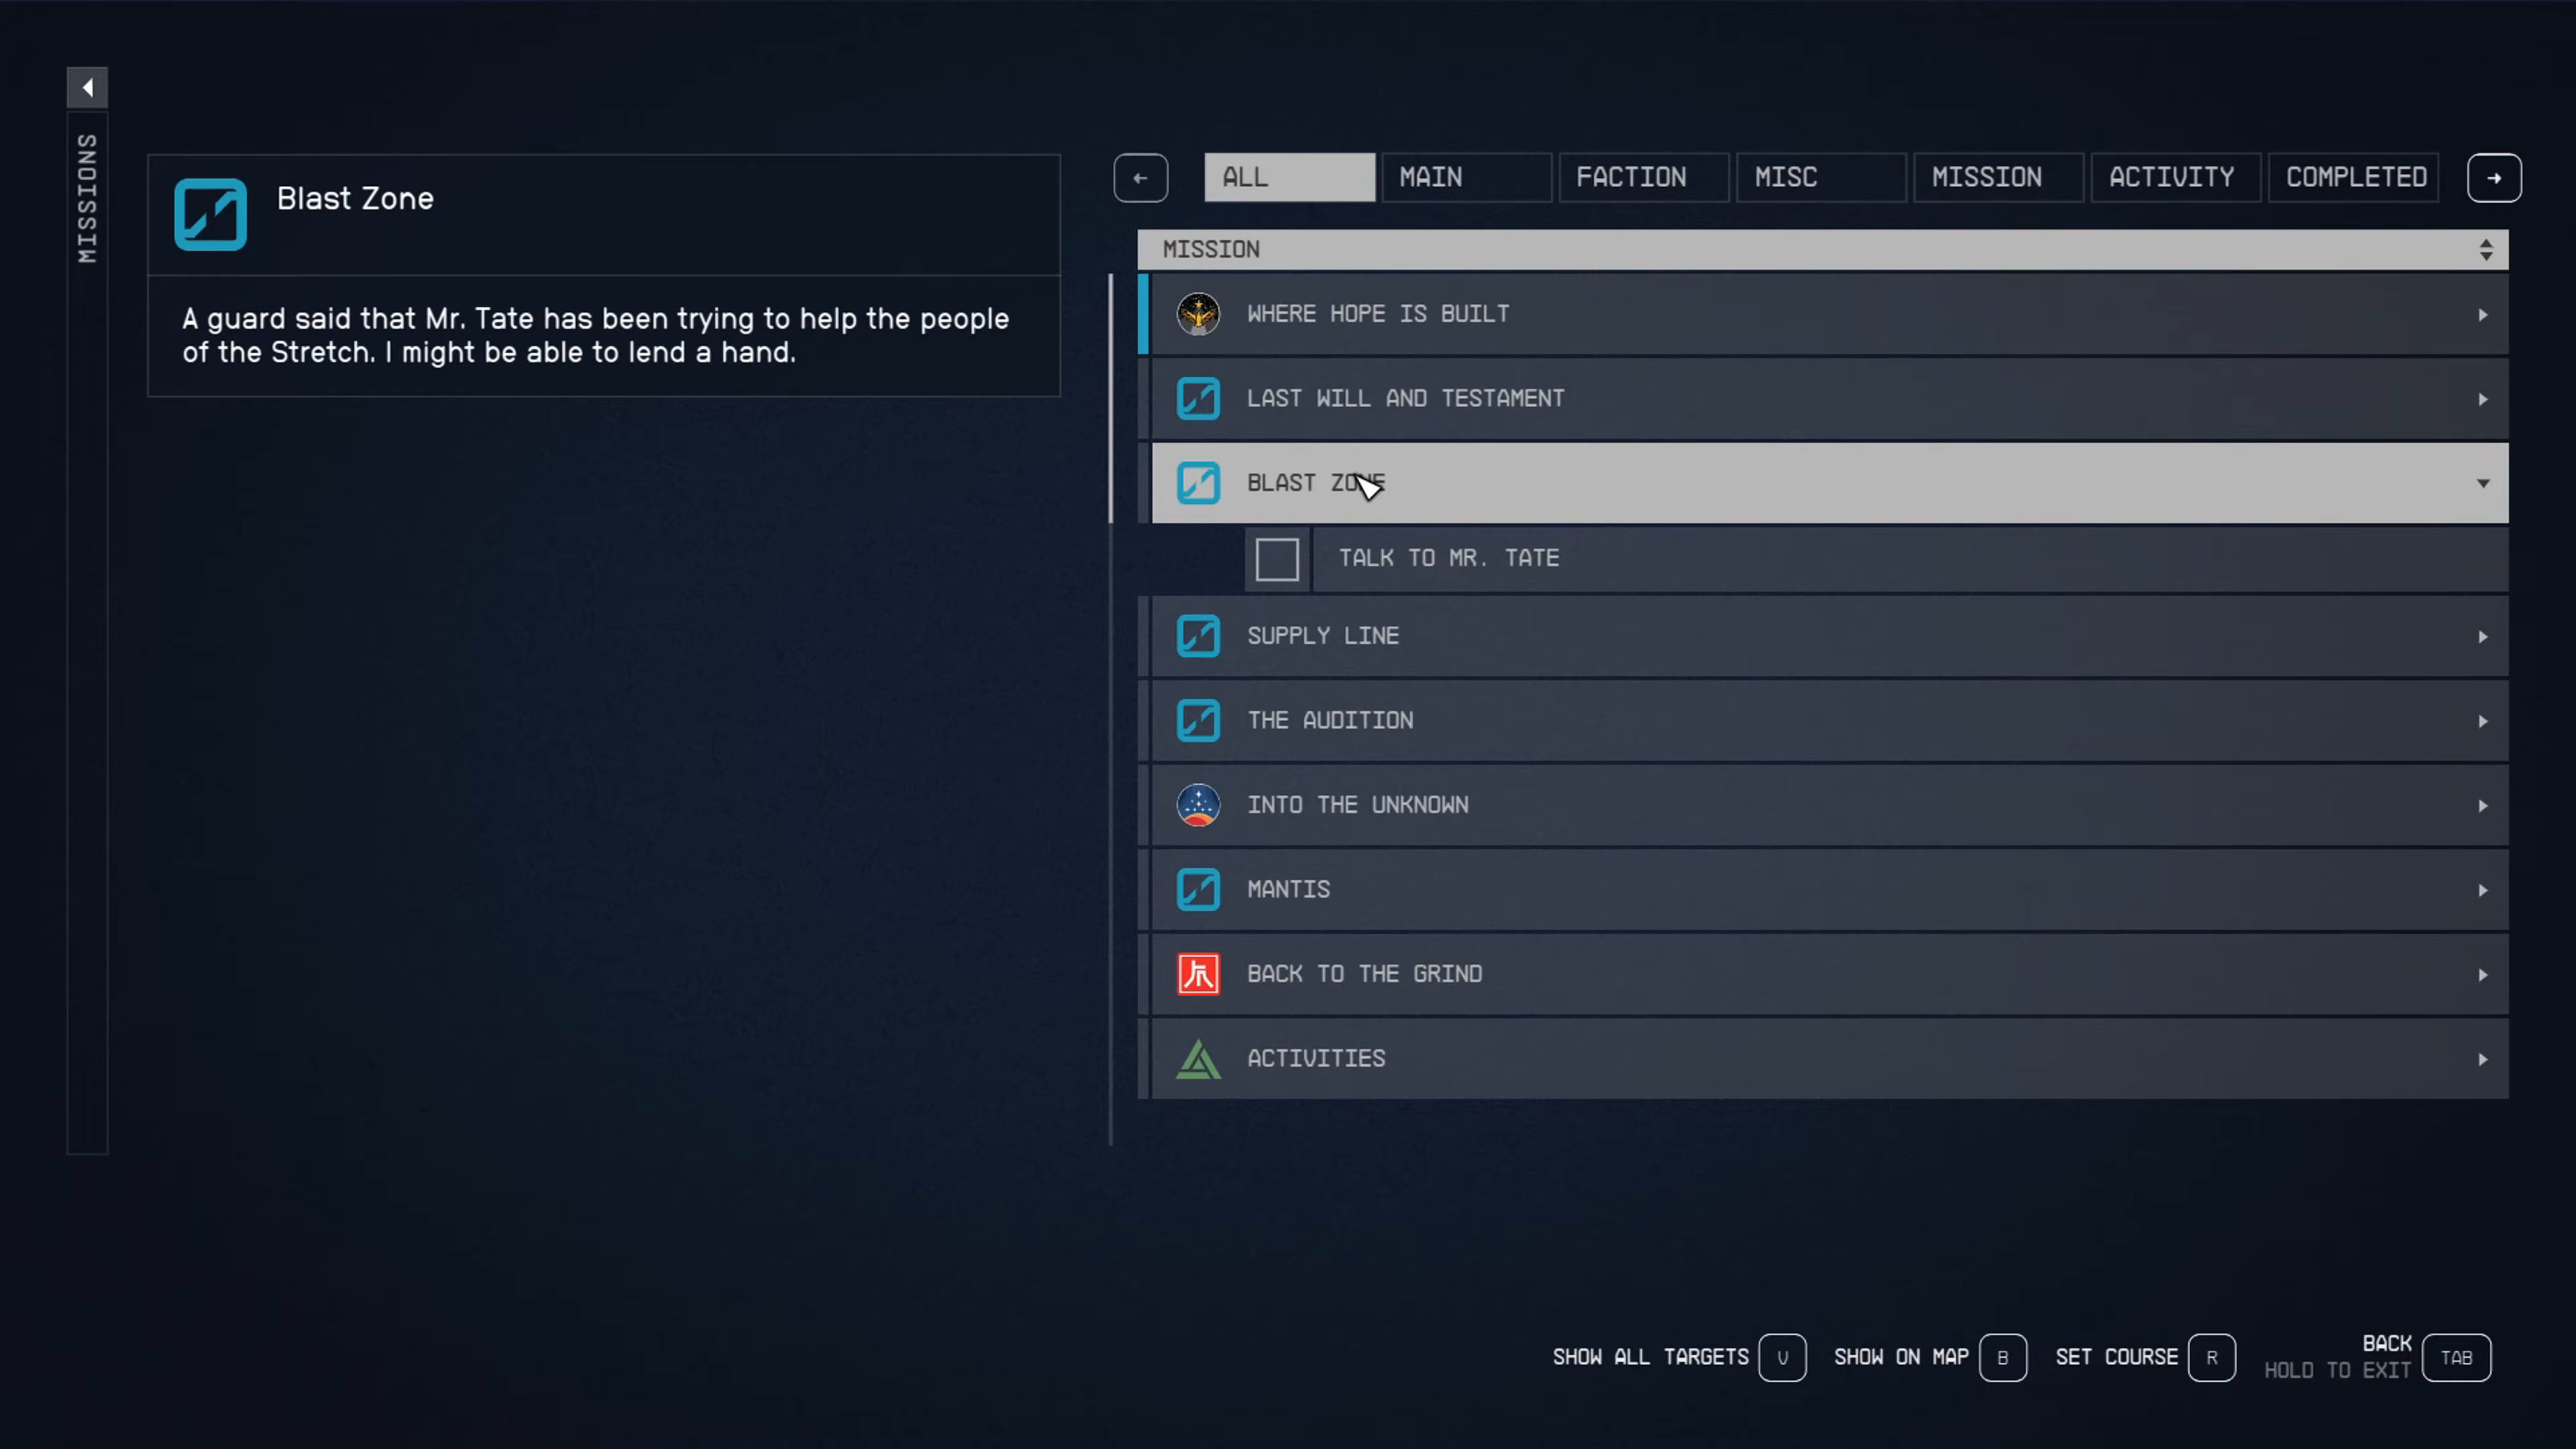 MISSIONS
Blast Zone
A guard said that Mr. Tate has been trying to help the people
of the Stretch. I might be able to lend a hand.
ALL MAIN FACTION MISC MISSION ACTIVITY COMPLETED
MISSION
WHERE HOPE IS BUILT
LAST WILL AND TESTAMENT
BLAST ZONE
TALK TO MR. TATE
SUPPLY LINE
THE AUDITION
INTO THE UNKNOWN
MANTIS
BACK TO THE GRIND
ACTIVITIES
SHOW ALL TARGETS V SHOW ON MAP B SET COURSE R BACK TAB
HOLD TO EXIT